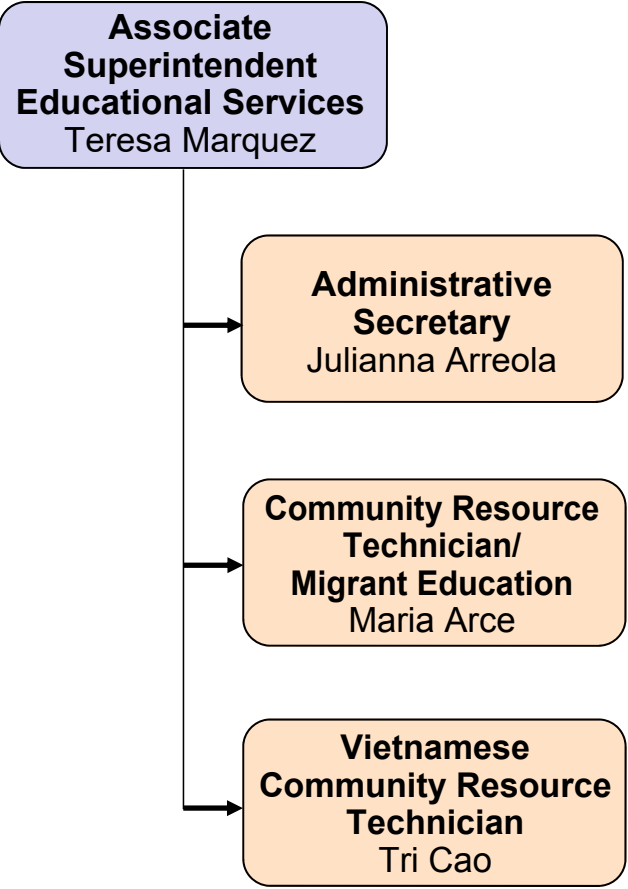 Associate
Superintendent
Educational Services
Teresa Marquez
Administrative
Secretary
Julianna Arreola
Community Resource
Technician/
Migrant Education
Maria Arce
Vietnamese
Community Resource
Technician
Tri Cao